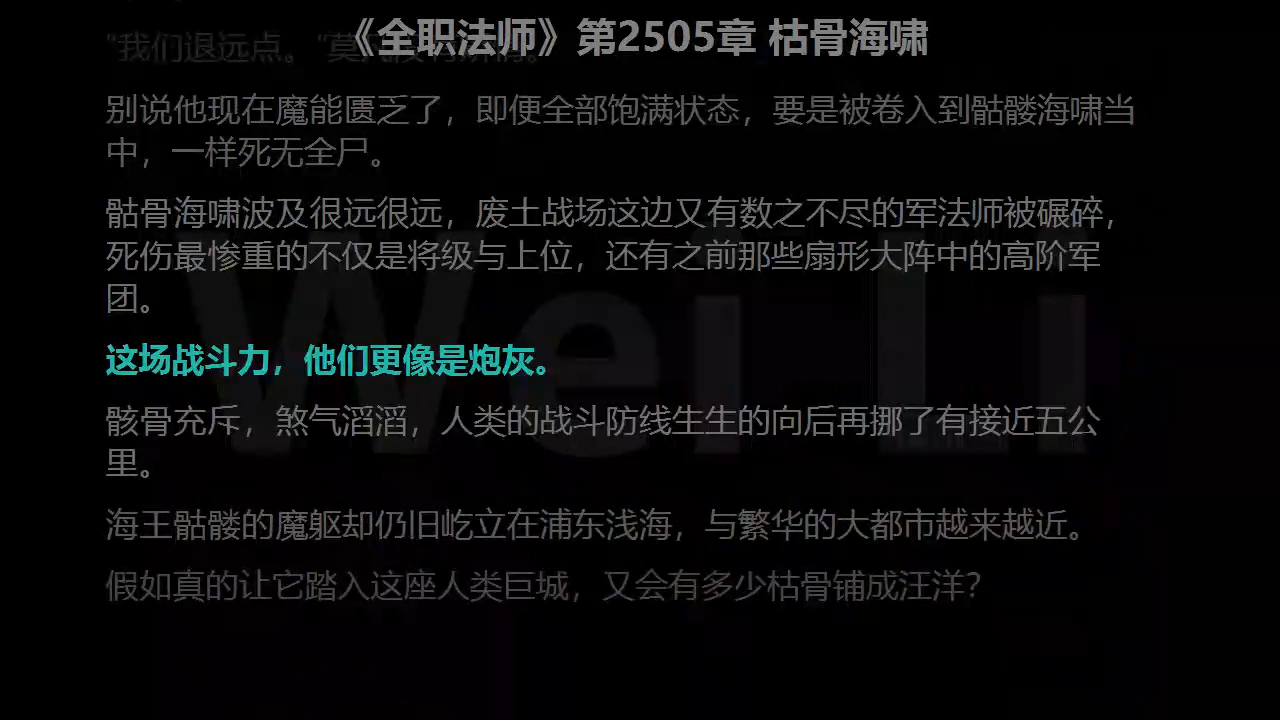 《全职法师》第2505章 枯骨海啸
"我们退远点。"莫
别说他现在魔能匮乏了，即便全部饱满状态，要是被卷入到骷髅海啸当
中，一样死无全尸。
骷骨海啸波及很远很远，废土战场这边又有数之不尽的军法师被碾碎，
死伤最惨重的不仅是将级与上位，还有之前那些扇形大阵中的高阶军
团。
这场战斗力，他们更像是炮灰。
骸骨充斥，煞气滔滔，人类的战斗防线生生的向后再挪了有接近五公
里。
海王骷髅的魔躯却仍旧屹立在浦东浅海，与繁华的大都市越来越近。
假如真的让它踏入这座人类巨城，又会有多少枯骨铺成汪洋？
Wei Li